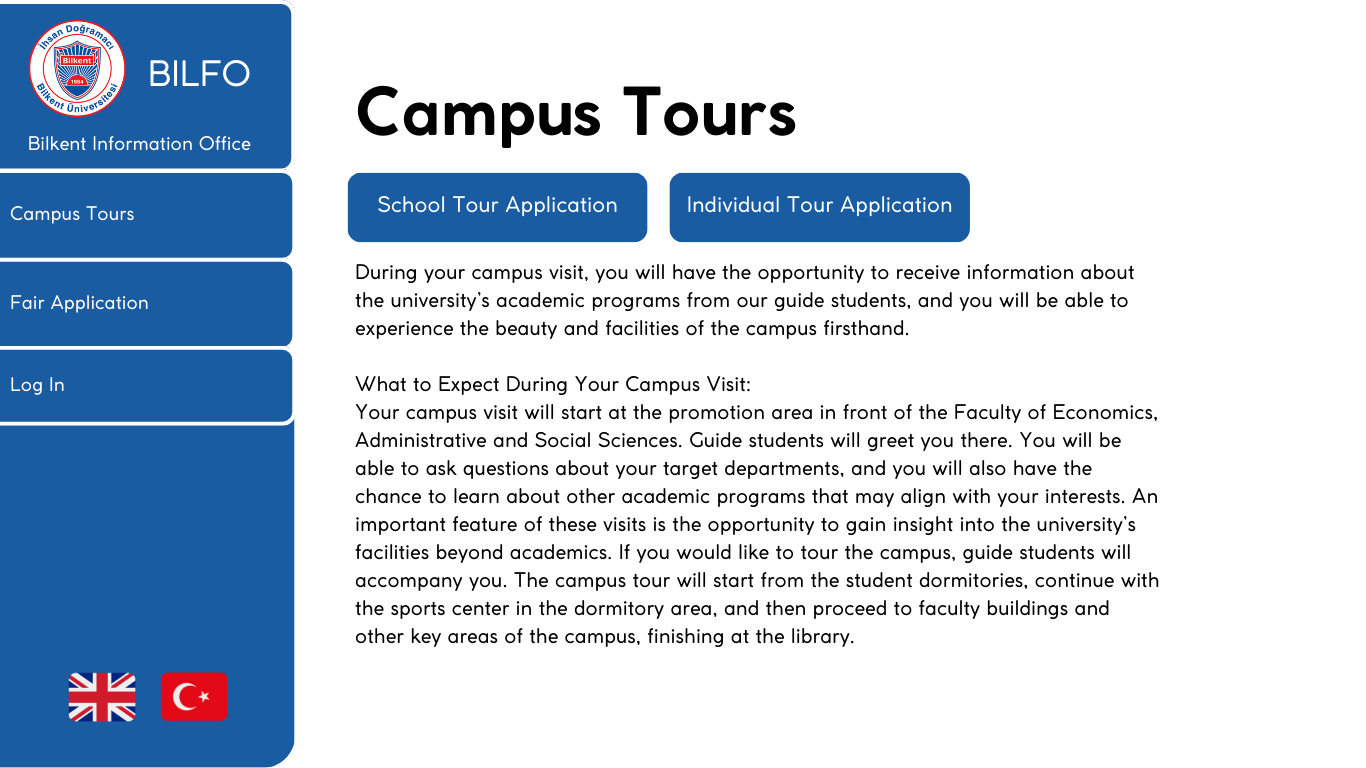 İhsan Doğramacı
Bilkent
1984
Bilkent Üniversitesi
BILFO
Bilkent Information Office
Campus Tours
Fair Application
Log In
Campus Tours
School Tour Application
Individual Tour Application
During your campus visit, you will have the opportunity to receive information about
the university's academic programs from our guide students, and you will be able to
experience the beauty and facilities of the campus firsthand.
What to Expect During Your Campus Visit:
Your campus visit will start at the promotion area in front of the Faculty of Economics,
Administrative and Social Sciences. Guide students will greet you there. You will be
able to ask questions about your target departments, and you will also have the
chance to learn about other academic programs that may align with your interests. An
important feature of these visits is the opportunity to gain insight into the university's
facilities beyond academics. If you would like to tour the campus, guide students will
accompany you. The campus tour will start from the student dormitories, continue with
the sports center in the dormitory area, and then proceed to faculty buildings and
other key areas of the campus, finishing at the library.